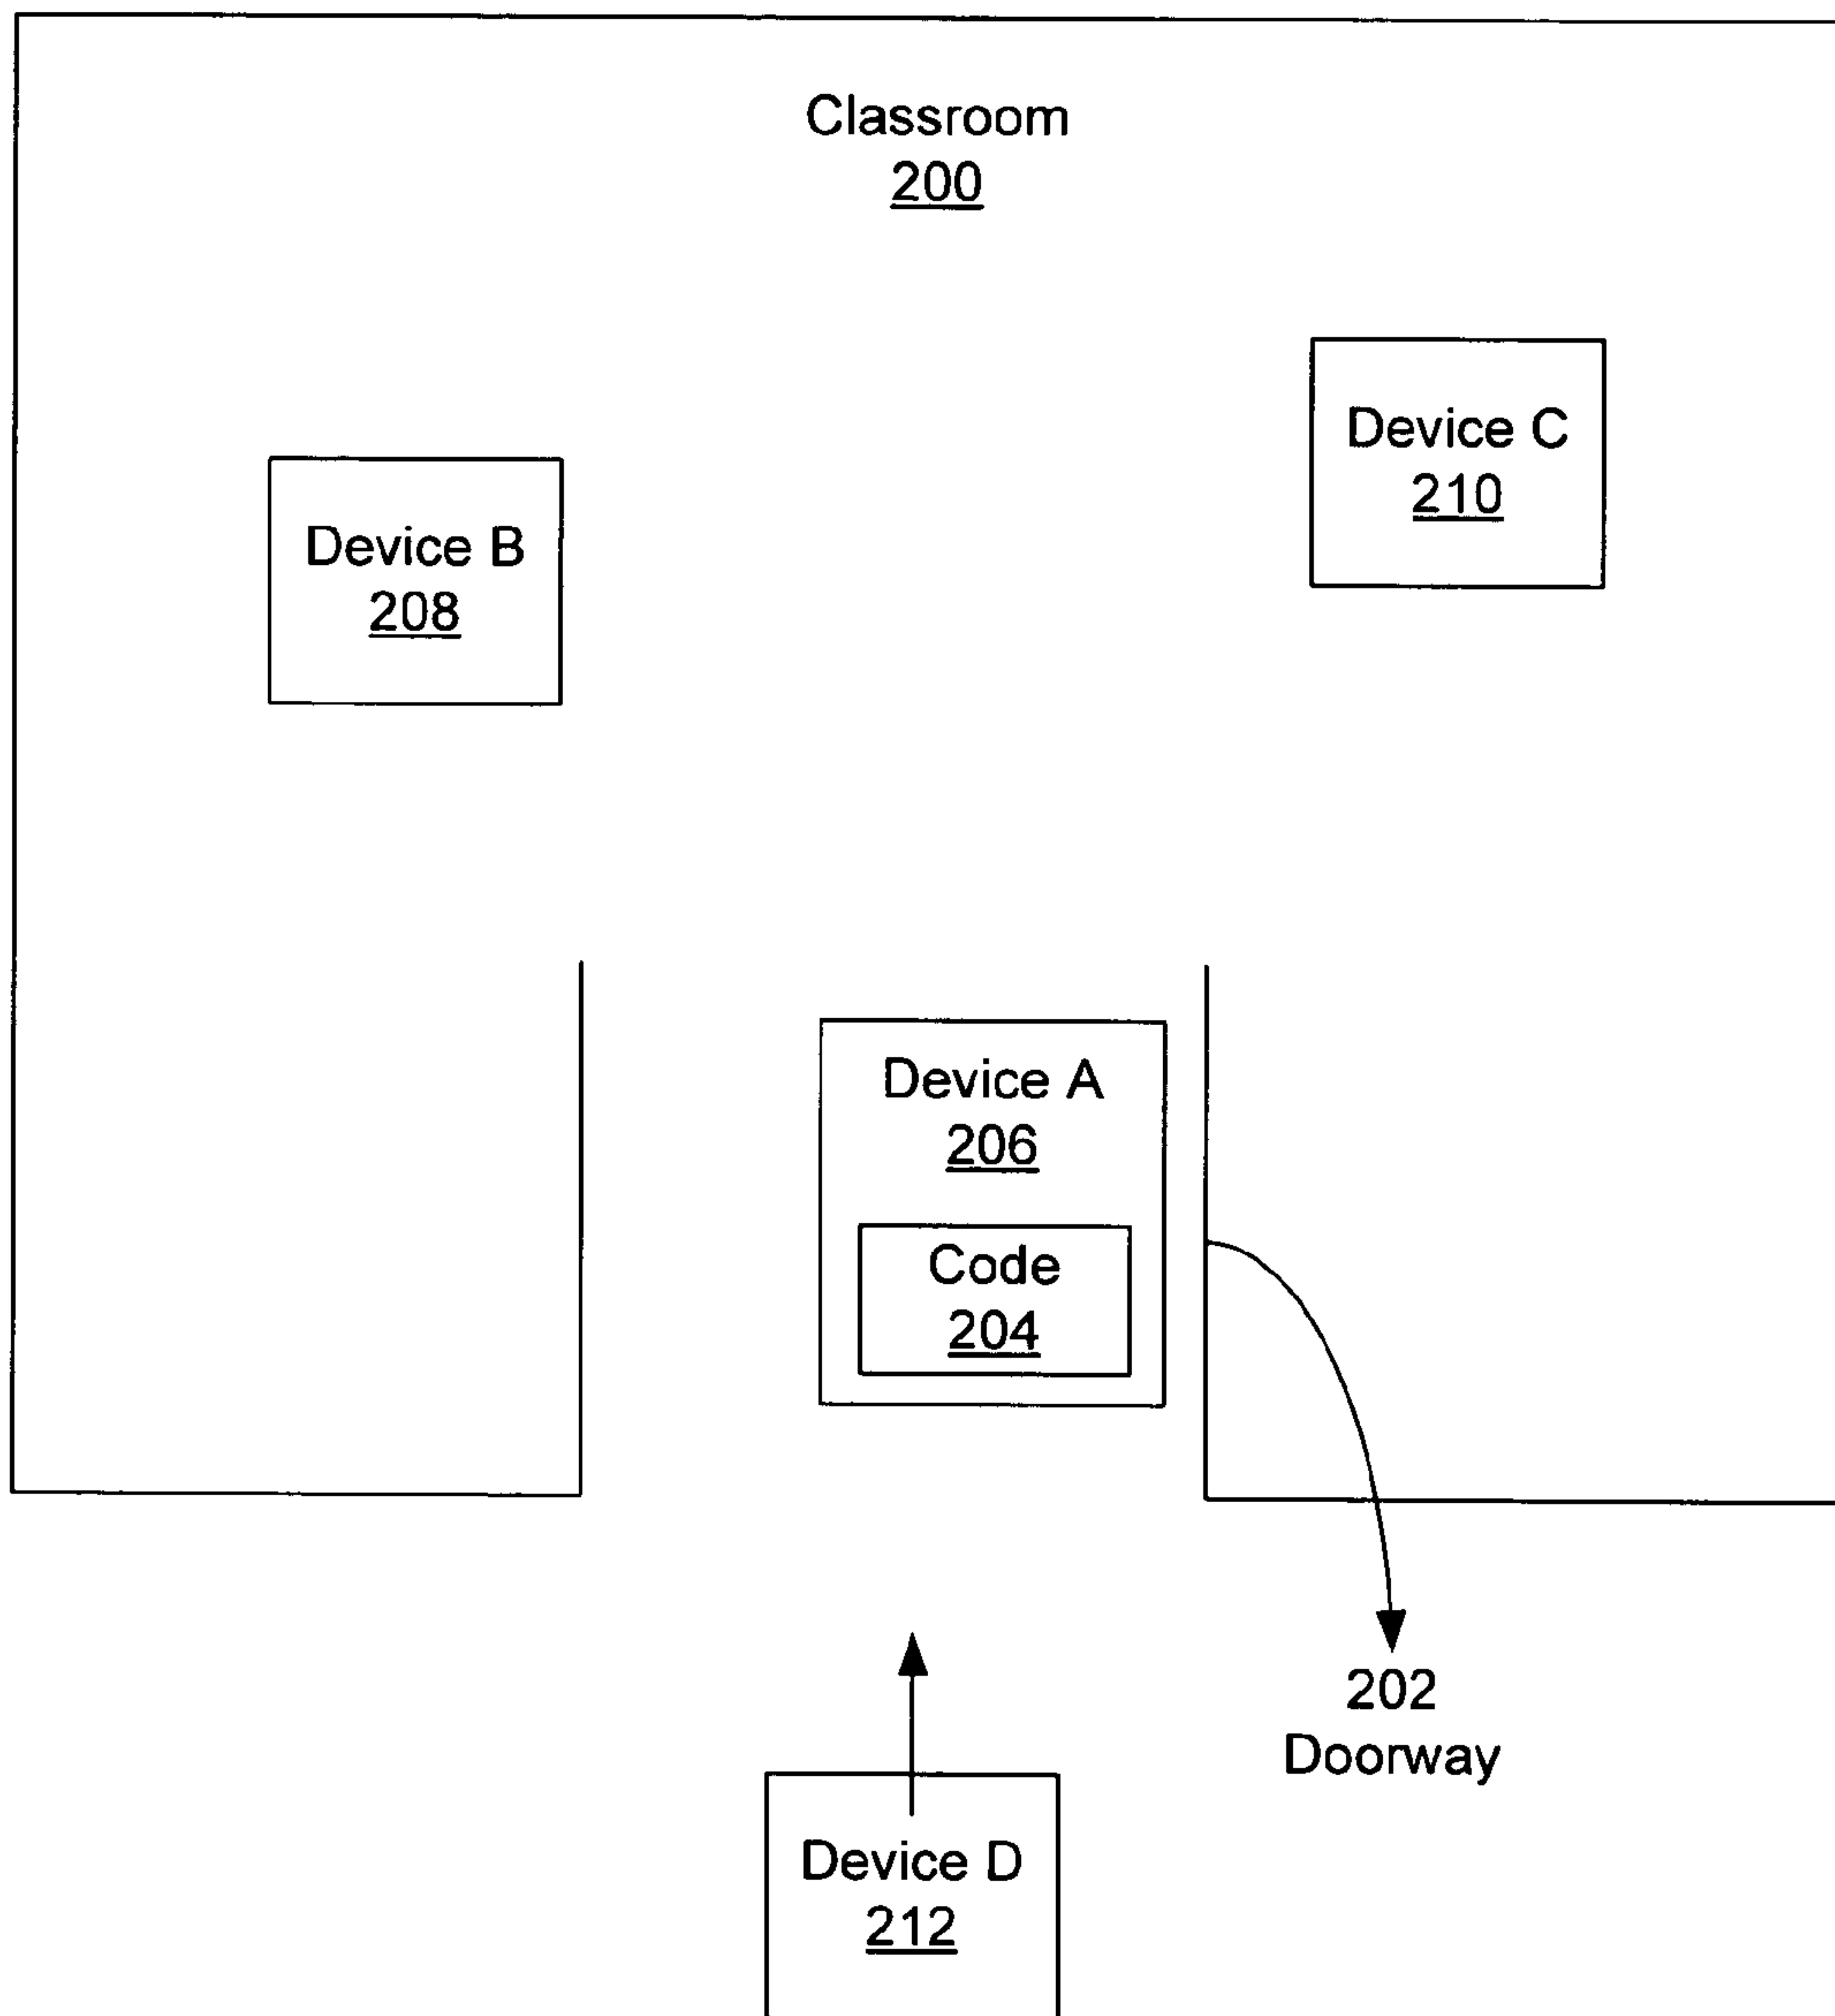 Classroom
200
Device C
210
Device B
208
Device A
206
Code
204
202
Doorway
Device D
212